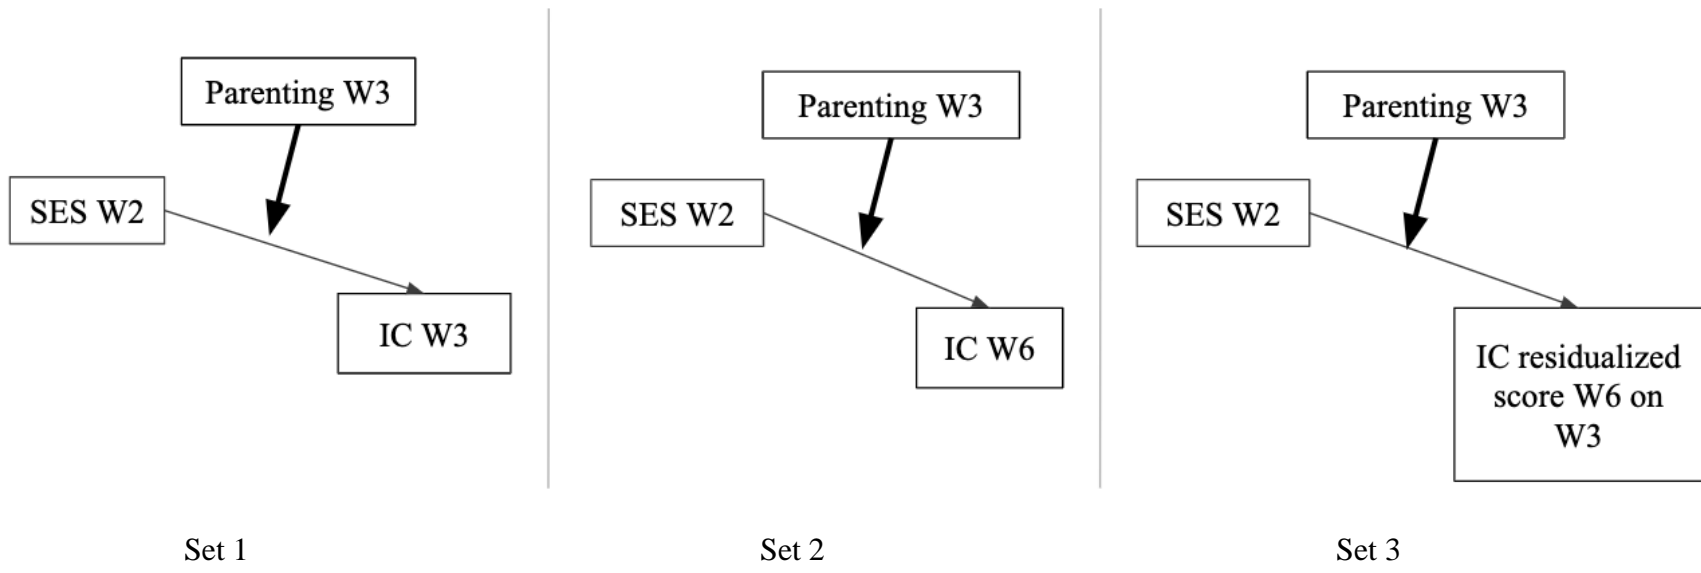 Parenting W3
SES W2
IC W3
Set 1
Parenting W3
SES W2
IC W6
Set 2
Parenting W3
SES W2
IC residualized
score W6 on
W3
Set 3